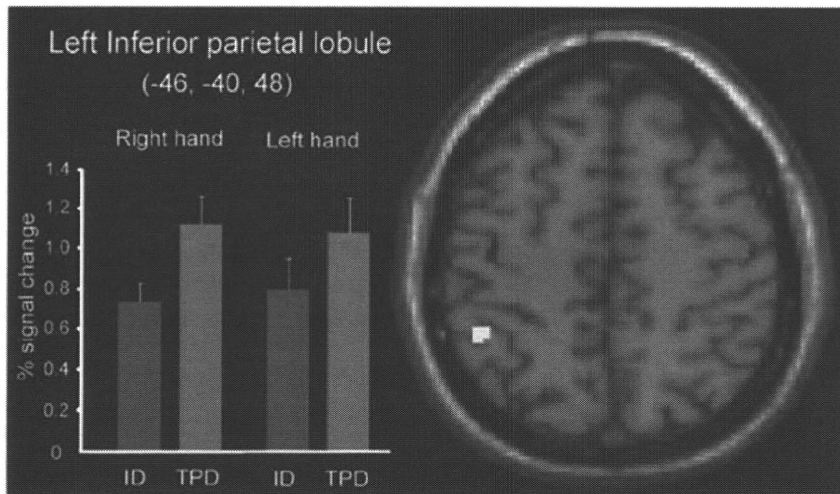 Left Inferior parietal lobule
(-46, -40, 48)
Right hand Left hand
% signal change
1.4
1.2
1.0
0.8
0.6
0.4
0.2
0
ID TPD ID TPD